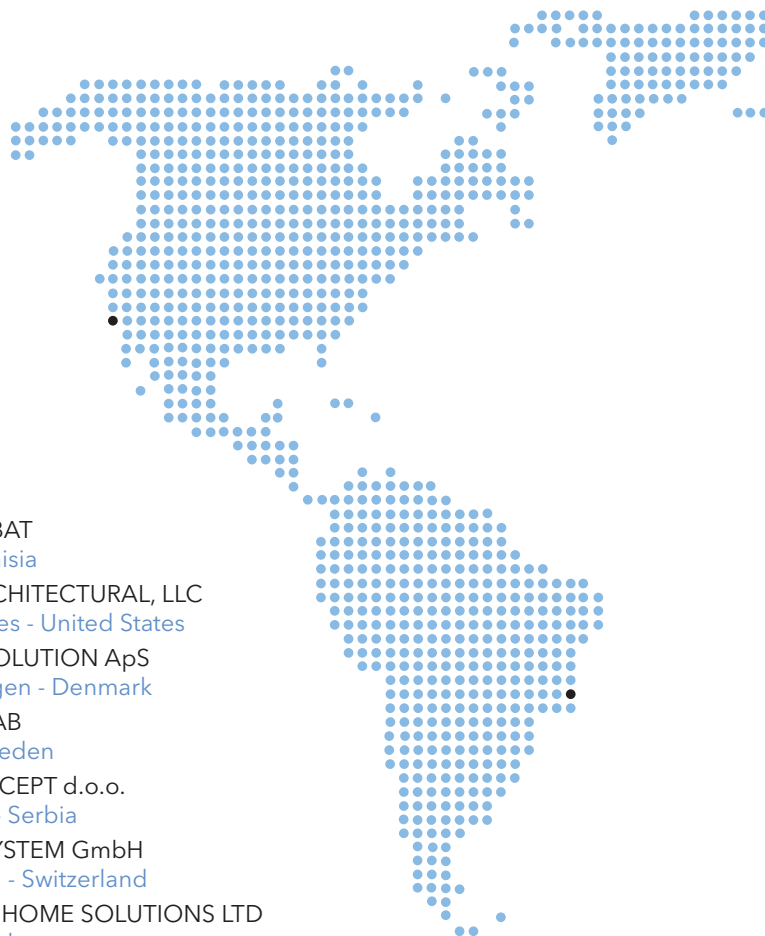 BAT
isia
CHITECTURAL, LLC
es - United States
OLUTION ApS
gen - Denmark
AB
eden
CEPT d.o.o.
- Serbia
YSTEM GmbH
- Switzerland
HOME SOLUTIONS LTD